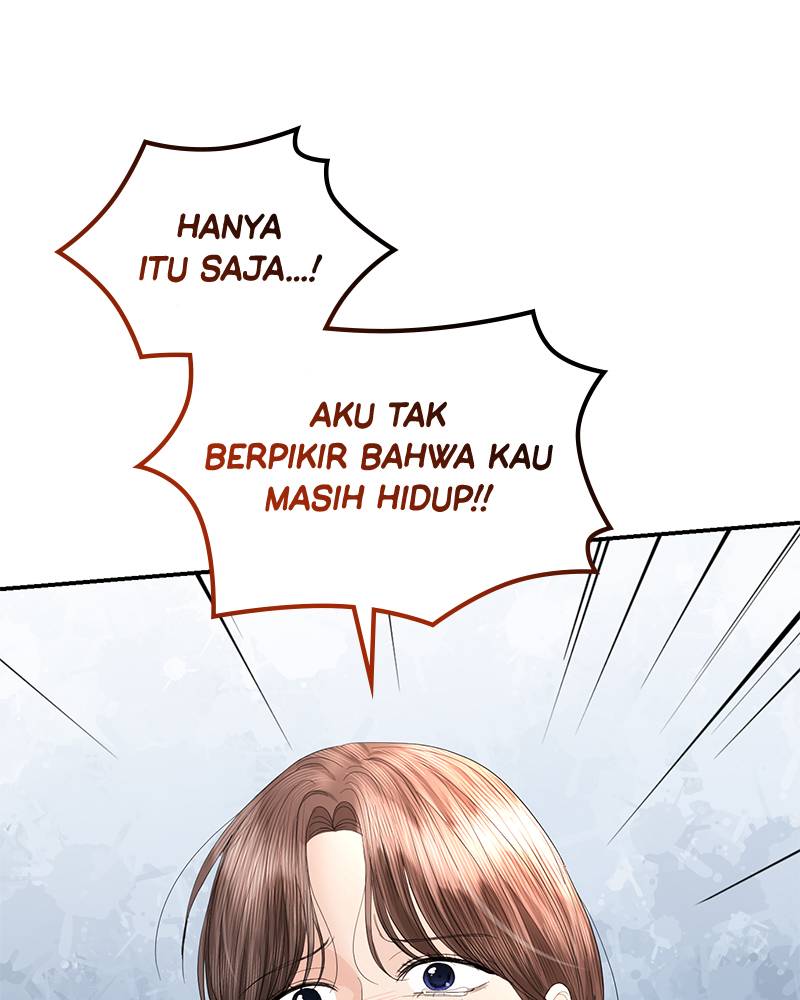 HANYA
ITU SAJA...!
AKU TAK
BERPIKIR BAHWA KAU
MASIH HIDUP!!